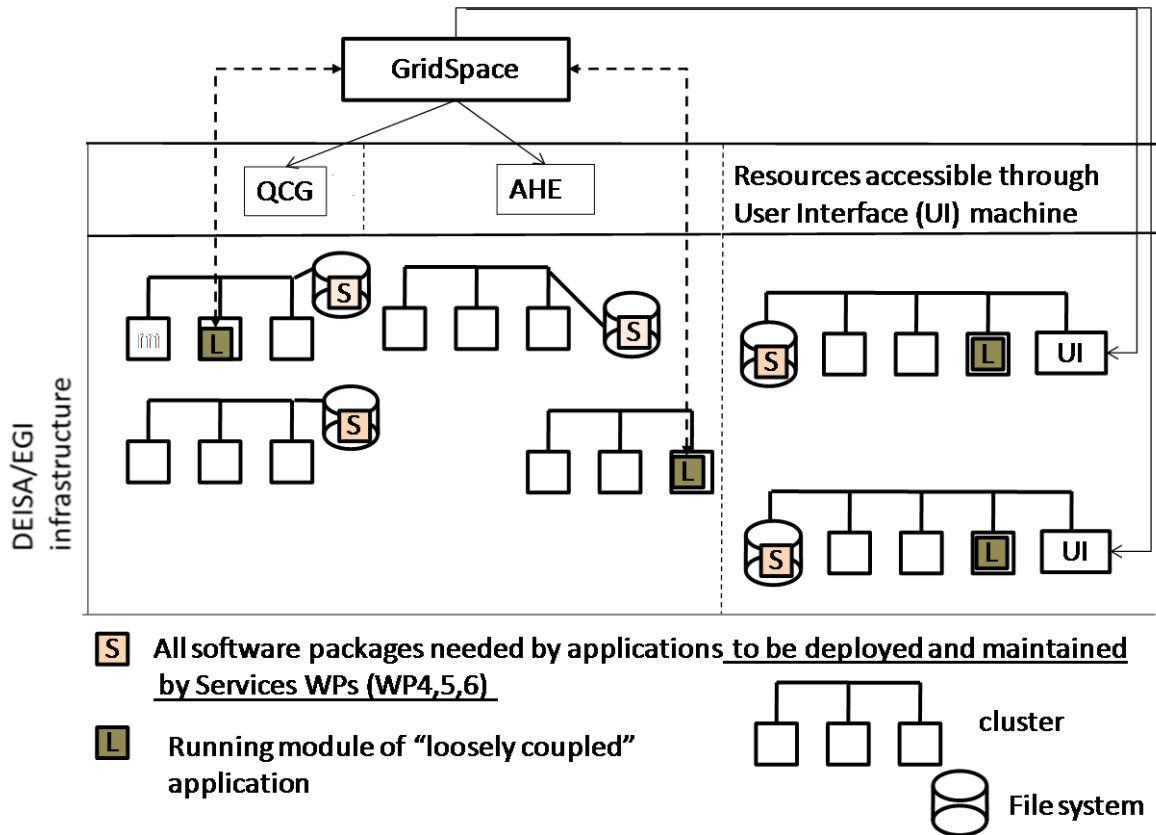 GridSpace
QCG
AHE
Resources accessible through
User Interface (UI) machine
S
S
m
L
S
L
UI
S
L
S
L
UI
DEISA/EGI
infrastructure
S All software packages needed by applications to be deployed and maintained
by Services WPs (WP4,5,6)
L Running module of “loosely coupled”
application
cluster
File system